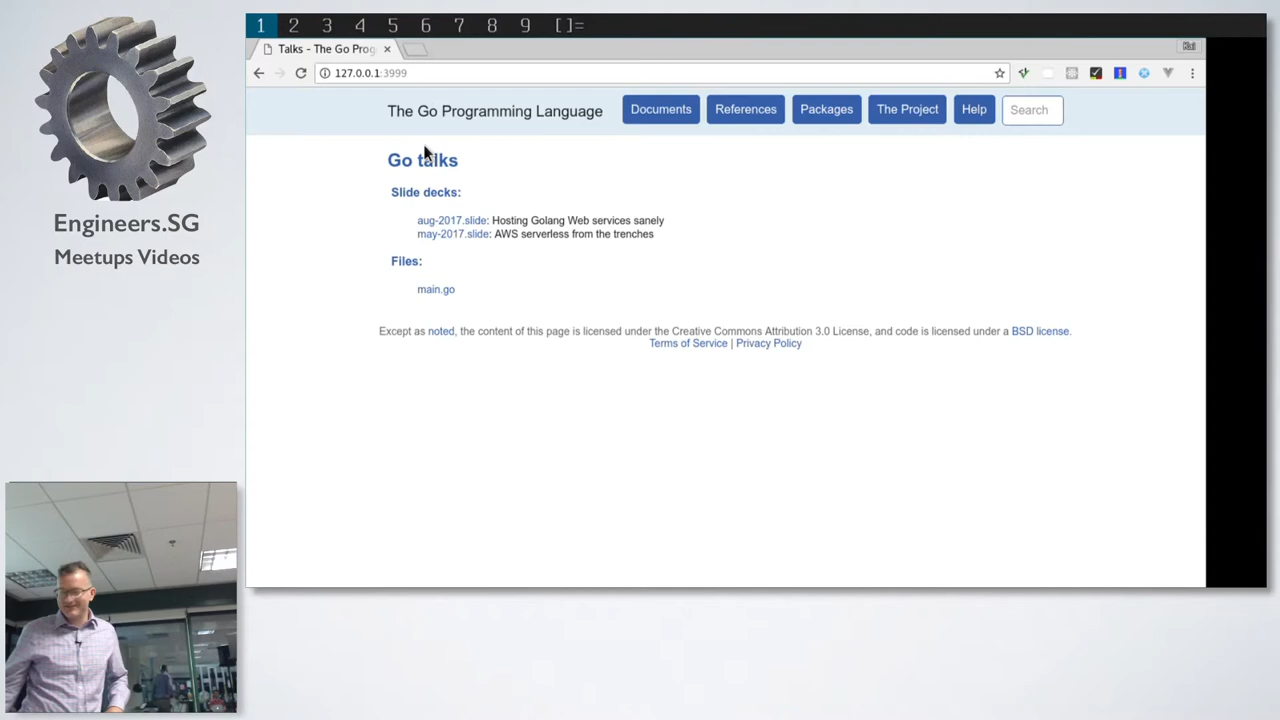 1 2 3 4 5 6 7 8 9 []=
Talks - The Go Prog
127.0.0.1:3999
The Go Programming Language
Documents
References
Packages
The Project
Help
Search
Go talks
Slide decks:
aug-2017.slide: Hosting Golang Web services sanely
may-2017.slide: AWS serverless from the trenches
Files:
main.go
Except as noted, the content of this page is licensed under the Creative Commons Attribution 3.0 License, and code is licensed under a BSD license.
Terms of Service | Privacy Policy
Engineers.SG
Meetups Videos